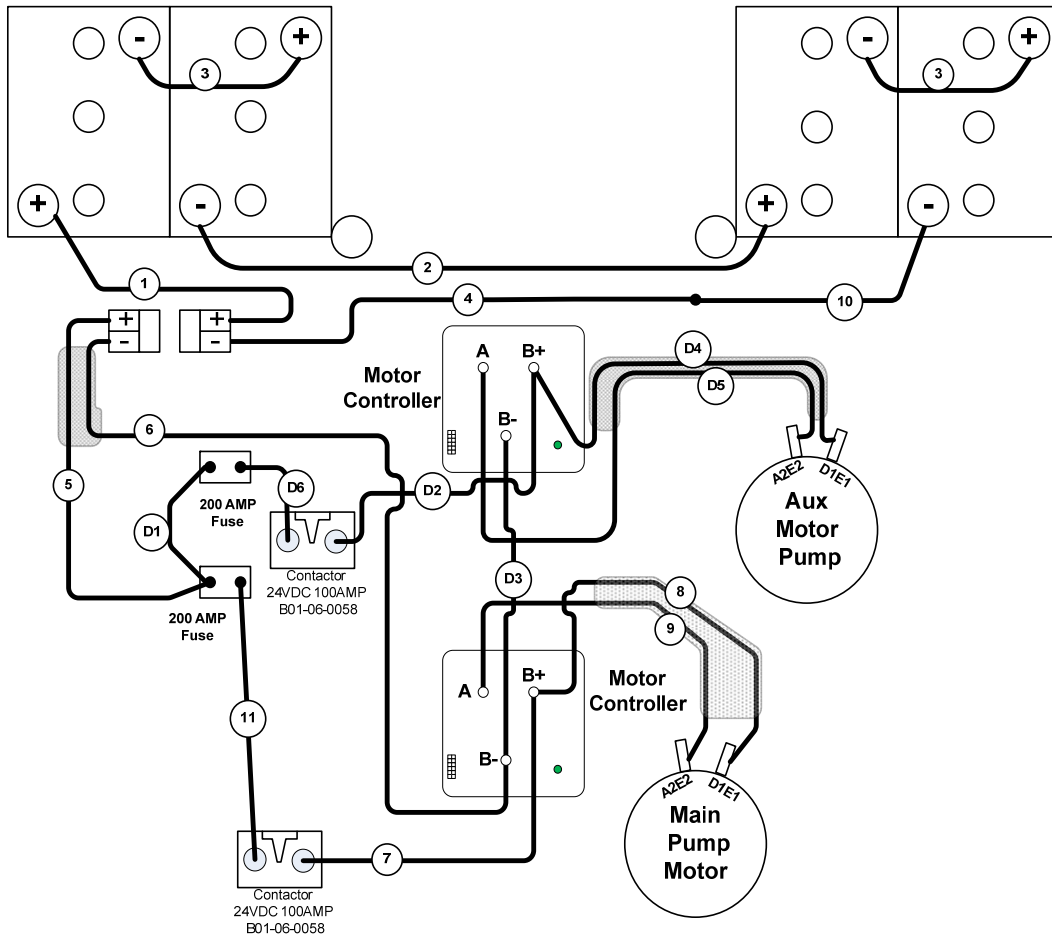 - + - +
3 3
+ - + -
2
1
4 10
+ +
- -
A B+ D4
Motor
Controller
D5
B-
6
A2E2 D1E1
5
D6 D2
200 AMP
Fuse
Aux
Motor
Pump
D1
Contactor
24VDC 100AMP
B01-06-0058
D3
200 AMP
Fuse
8
9
A B+
Motor
Controller
11
B-
A2E2 D1E1
Main
Pump
Motor
7
Contactor
24VDC 100AMP
B01-06-0058